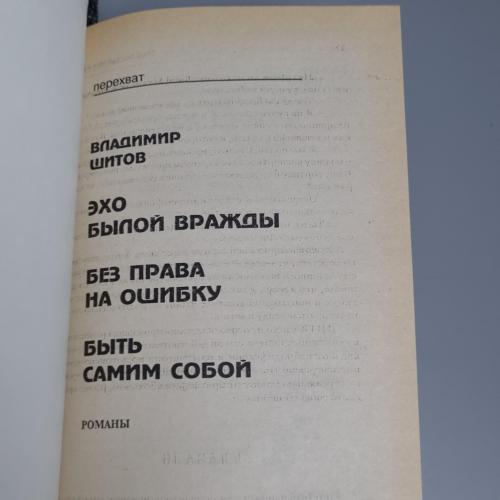 перехват
ВЛАДИМИР
ШИТОВ
ЭХО
БЫЛОЙ ВРАЖДЫ
БЕЗ ПРАВА
НА ОШИБКУ
БЫТЬ
САМИМ СОБОЙ
РОМАНЫ